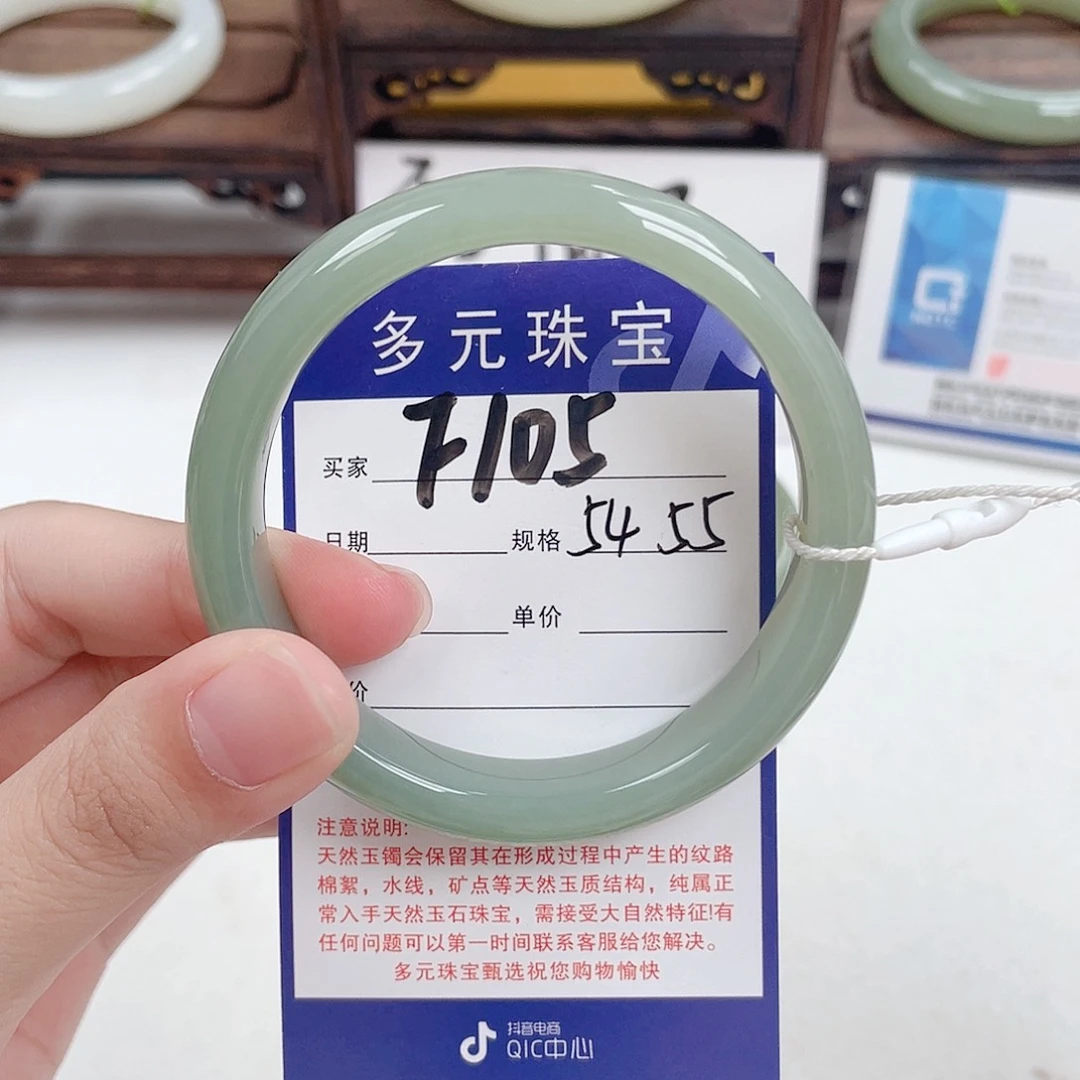 多元珠宝
买家 F105
日期 规格 54 55
单价
价
注意说明:
天然玉镯会保留其在形成过程中产生的纹路
棉絮，水线，矿点等天然玉质结构，纯属正
常入手天然玉石珠宝，需接受大自然特征!有
任何问题可以第一时间联系客服给您解决。
多元珠宝甄选祝您购物愉快
抖音电商
QIC中心